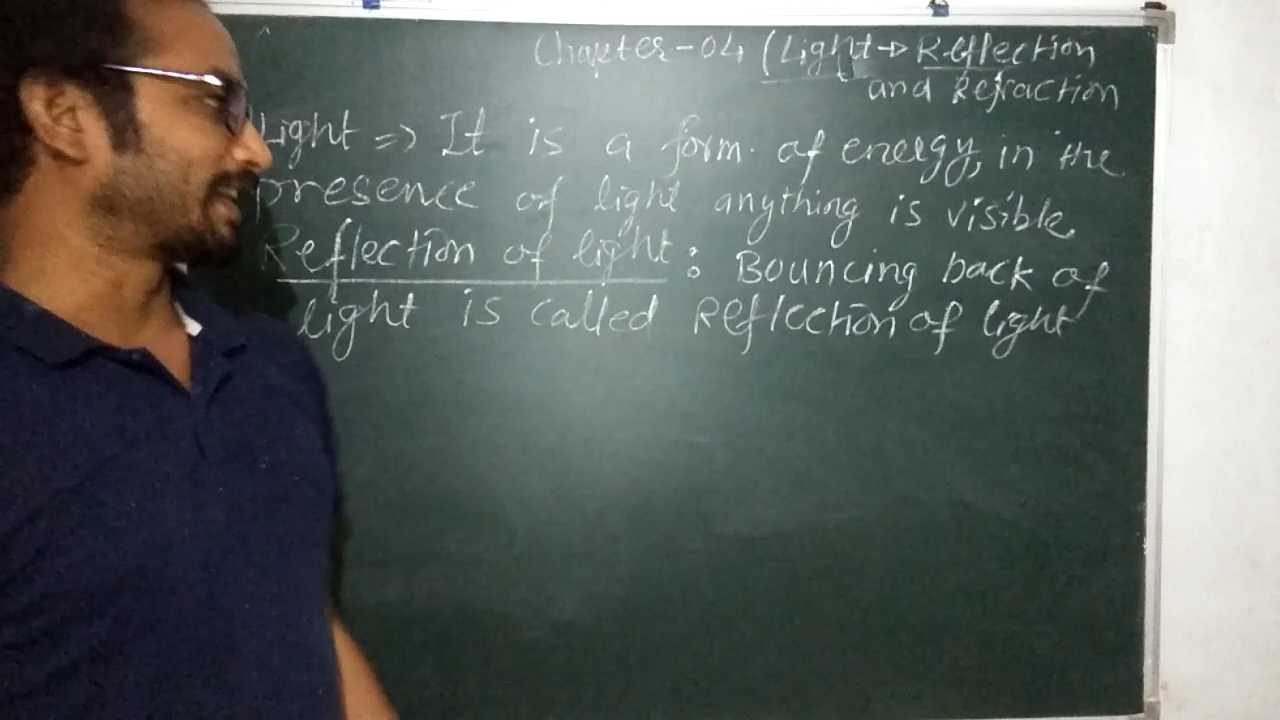 Chapter-04 (Light→Reflection
and Refraction
Light => It is a form of energy, in the
presence of light anything is visible
Reflection of light: Bouncing back of
light is called Reflection of light